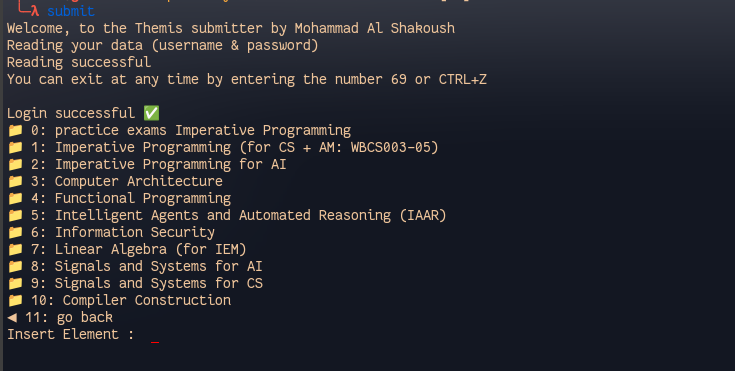 ╰─λ submit
Welcome, to the Themis submitter by Mohammad Al Shakoush
Reading your data (username & password)
Reading successful
You can exit at any time by entering the number 69 or CTRL+Z
Login successful ✅
📁 0: practice exams Imperative Programming
📁 1: Imperative Programming (for CS + AM: WBCS003-05)
📁 2: Imperative Programming for AI
📁 3: Computer Architecture
📁 4: Functional Programming
📁 5: Intelligent Agents and Automated Reasoning (IAAR)
📁 6: Information Security
📁 7: Linear Algebra (for IEM)
📁 8: Signals and Systems for AI
📁 9: Signals and Systems for CS
📁 10: Compiler Construction
◀ 11: go back
Insert Element : _